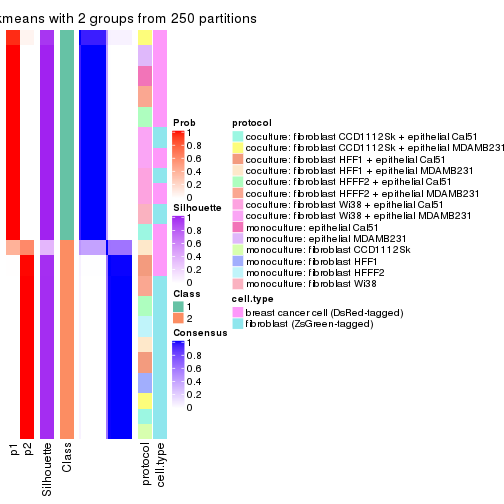 kmeans with 2 groups from 250 partitions
Prob
1
0.8
0.6
0.4
0.2
0
Silhouette
1
0.8
0.6
0.4
0.2
0
Class
1
2
Consensus
1
0.8
0.6
0.4
0.2
0
protocol
coculture: fibroblast CCD1112Sk + epithelial Cal51
coculture: fibroblast CCD1112Sk + epithelial MDAMB231
coculture: fibroblast HFF1 + epithelial Cal51
coculture: fibroblast HFF1 + epithelial MDAMB231
coculture: fibroblast HFFF2 + epithelial Cal51
coculture: fibroblast HFFF2 + epithelial MDAMB231
coculture: fibroblast Wi38 + epithelial Cal51
coculture: fibroblast Wi38 + epithelial MDAMB231
monoculture: epithelial Cal51
monoculture: epithelial MDAMB231
monoculture: fibroblast CCD1112Sk
monoculture: fibroblast HFF1
monoculture: fibroblast HFFF2
monoculture: fibroblast Wi38
cell.type
breast cancer cell (DsRed-tagged)
fibroblast (ZsGreen-tagged)
p1
p2
Silhouette
Class
protocol
cell.type